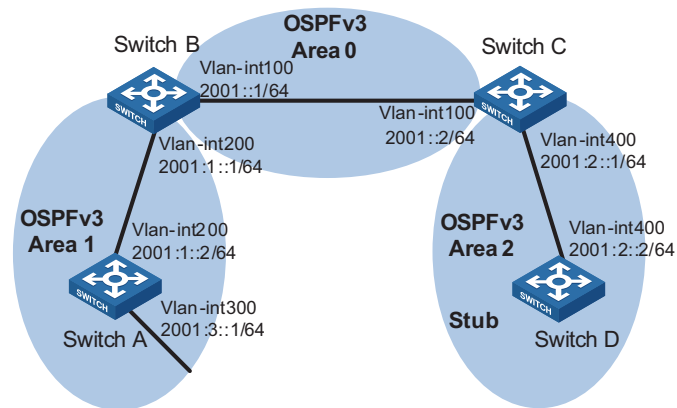 OSPFv3
Area 0
Switch B
Switch C
Vlan-int100
2001::1/64
SWITCH
Vlan-int100
2001::2/64
SWITCH
Vlan-int200
2001:1::1/64
Vlan-int400
2001:2::1/64
OSPFv3
Area 1
Vlan-int200
2001:1::2/64
OSPFv3
Area 2
Vlan-int400
2001:2::2/64
SWITCH
Vlan-int300
2001:3::1/64
Switch A
SWITCH
Stub
Switch D